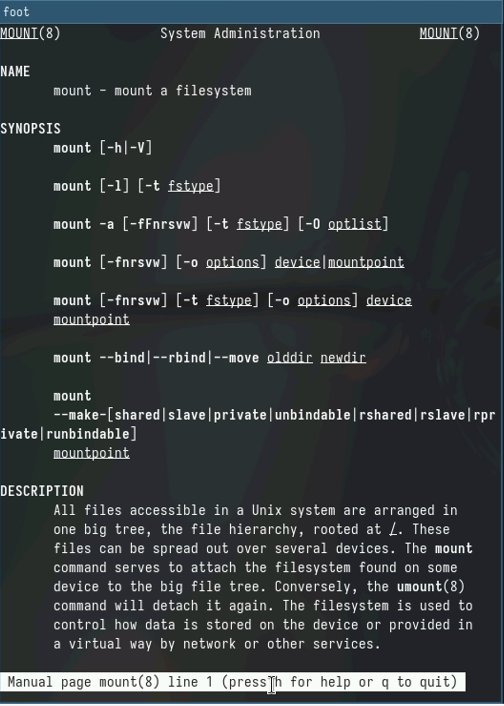 foot
MOUNT(8) System Administration MOUNT(8)
NAME
mount - mount a filesystem
SYNOPSIS
mount [-h|-V]
mount [-l] [-t fstype]
mount -a [-fFnrsvw] [-t fstype] [-O optlist]
mount [-fnrsvw] [-o options] device|mountpoint
mount [-fnrsvw] [-t fstype] [-o options] device
mountpoint
mount --bind|--rbind|--move olddir newdir
mount
--make-[shared|slave|private|unbindable|rshared|rslave|rpr
ivate|runbindable]
mountpoint
DESCRIPTION
All files accessible in a Unix system are arranged in
one big tree, the file hierarchy, rooted at /. These
files can be spread out over several devices. The mount
command serves to attach the filesystem found on some
device to the big file tree. Conversely, the umount(8)
command will detach it again. The filesystem is used to
control how data is stored on the device or provided in
a virtual way by network or other services.
Manual page mount(8) line 1 (press h for help or q to quit)